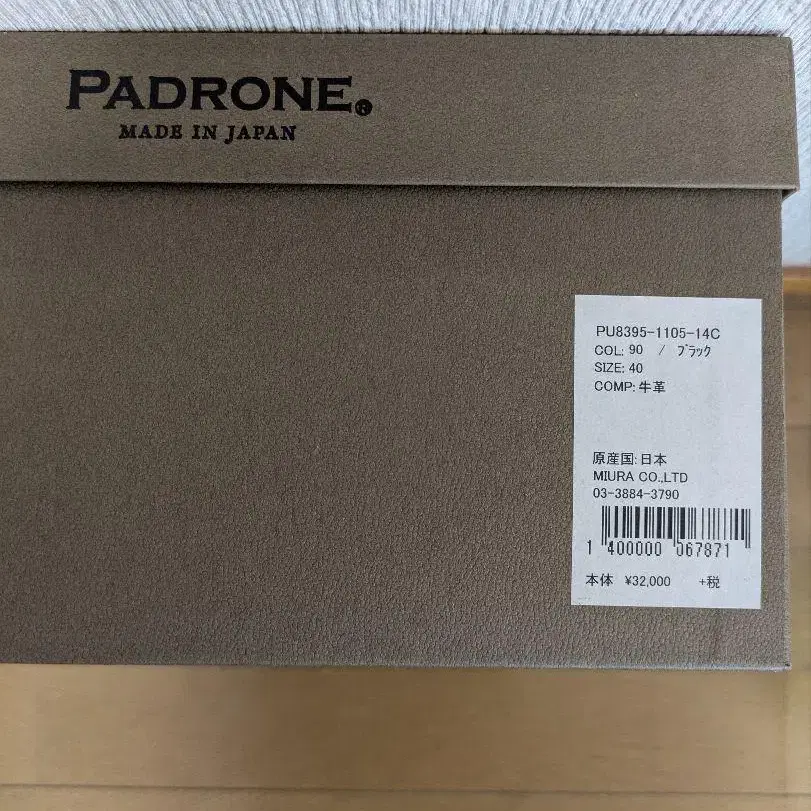 PADRONE®
MADE IN JAPAN
PU8395-1105-14C
COL: 90 / ブラック
SIZE: 40
COMP: 牛革
原産国:日本
MIURA CO.,LTD
03-3884-3790
1 400000 067871
本体 ¥32,000 +税